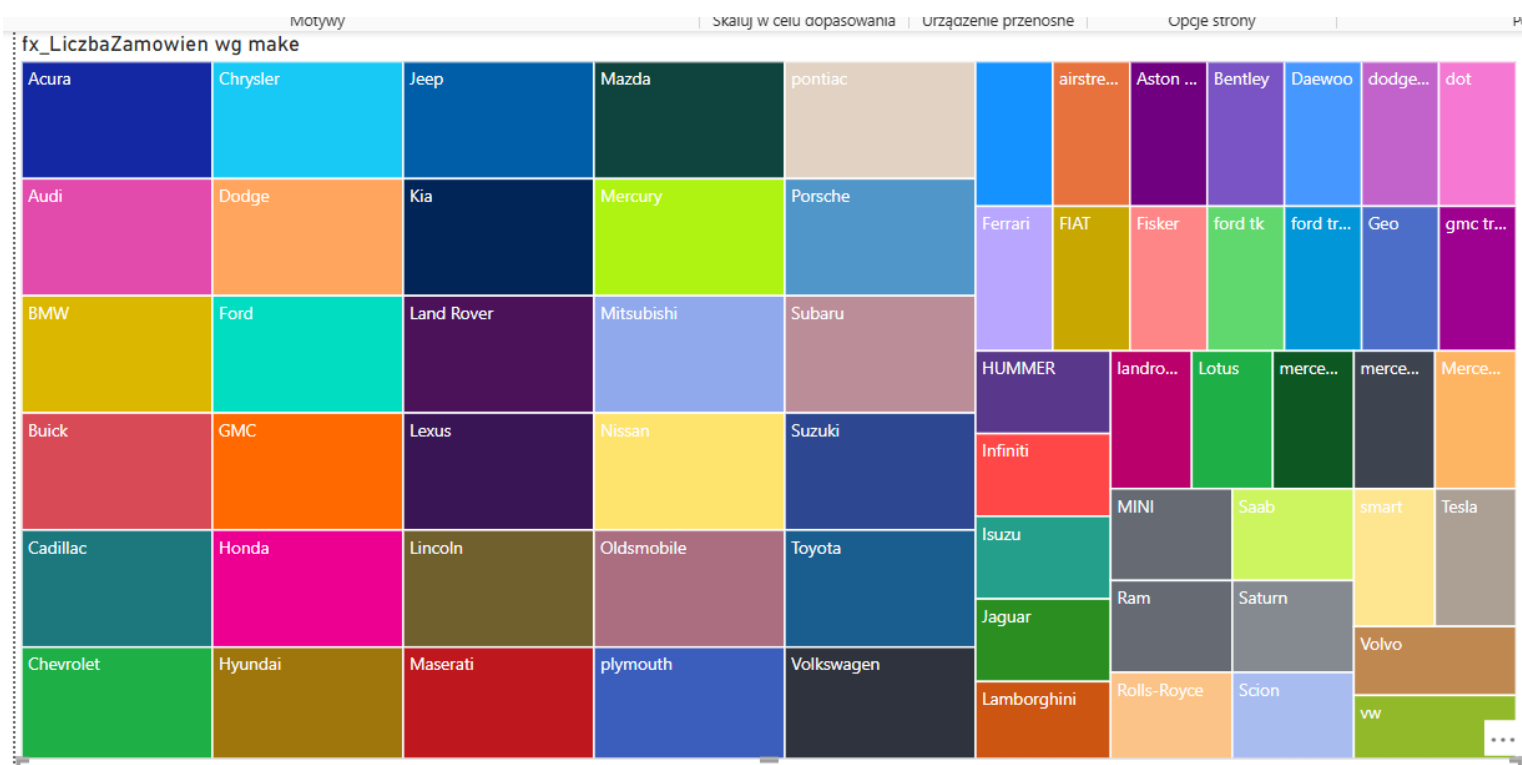 Motywy Skaluj w celu dopasowania Urządzenie przenośne Opcje strony
fx_LiczbaZamowien wg make
Acura Chrysler Jeep Mazda pontiac airstre... Aston ... Bentley Daewoo dodge... dot
Audi Dodge Kia Mercury Porsche Ferrari FIAT Fisker ford tk ford tr... Geo gmc tr...
BMW Ford Land Rover Mitsubishi Subaru
HUMMER landro... Lotus merce... merce... Merce...
Buick GMC Lexus Nissan Suzuki
Infiniti
MINI Saab smart Tesla
Isuzu
Cadillac Honda Lincoln Oldsmobile Toyota
Ram Saturn
Jaguar
Volvo
Chevrolet Hyundai Maserati plymouth Volkswagen
Rolls-Royce Scion
Lamborghini
vw
...